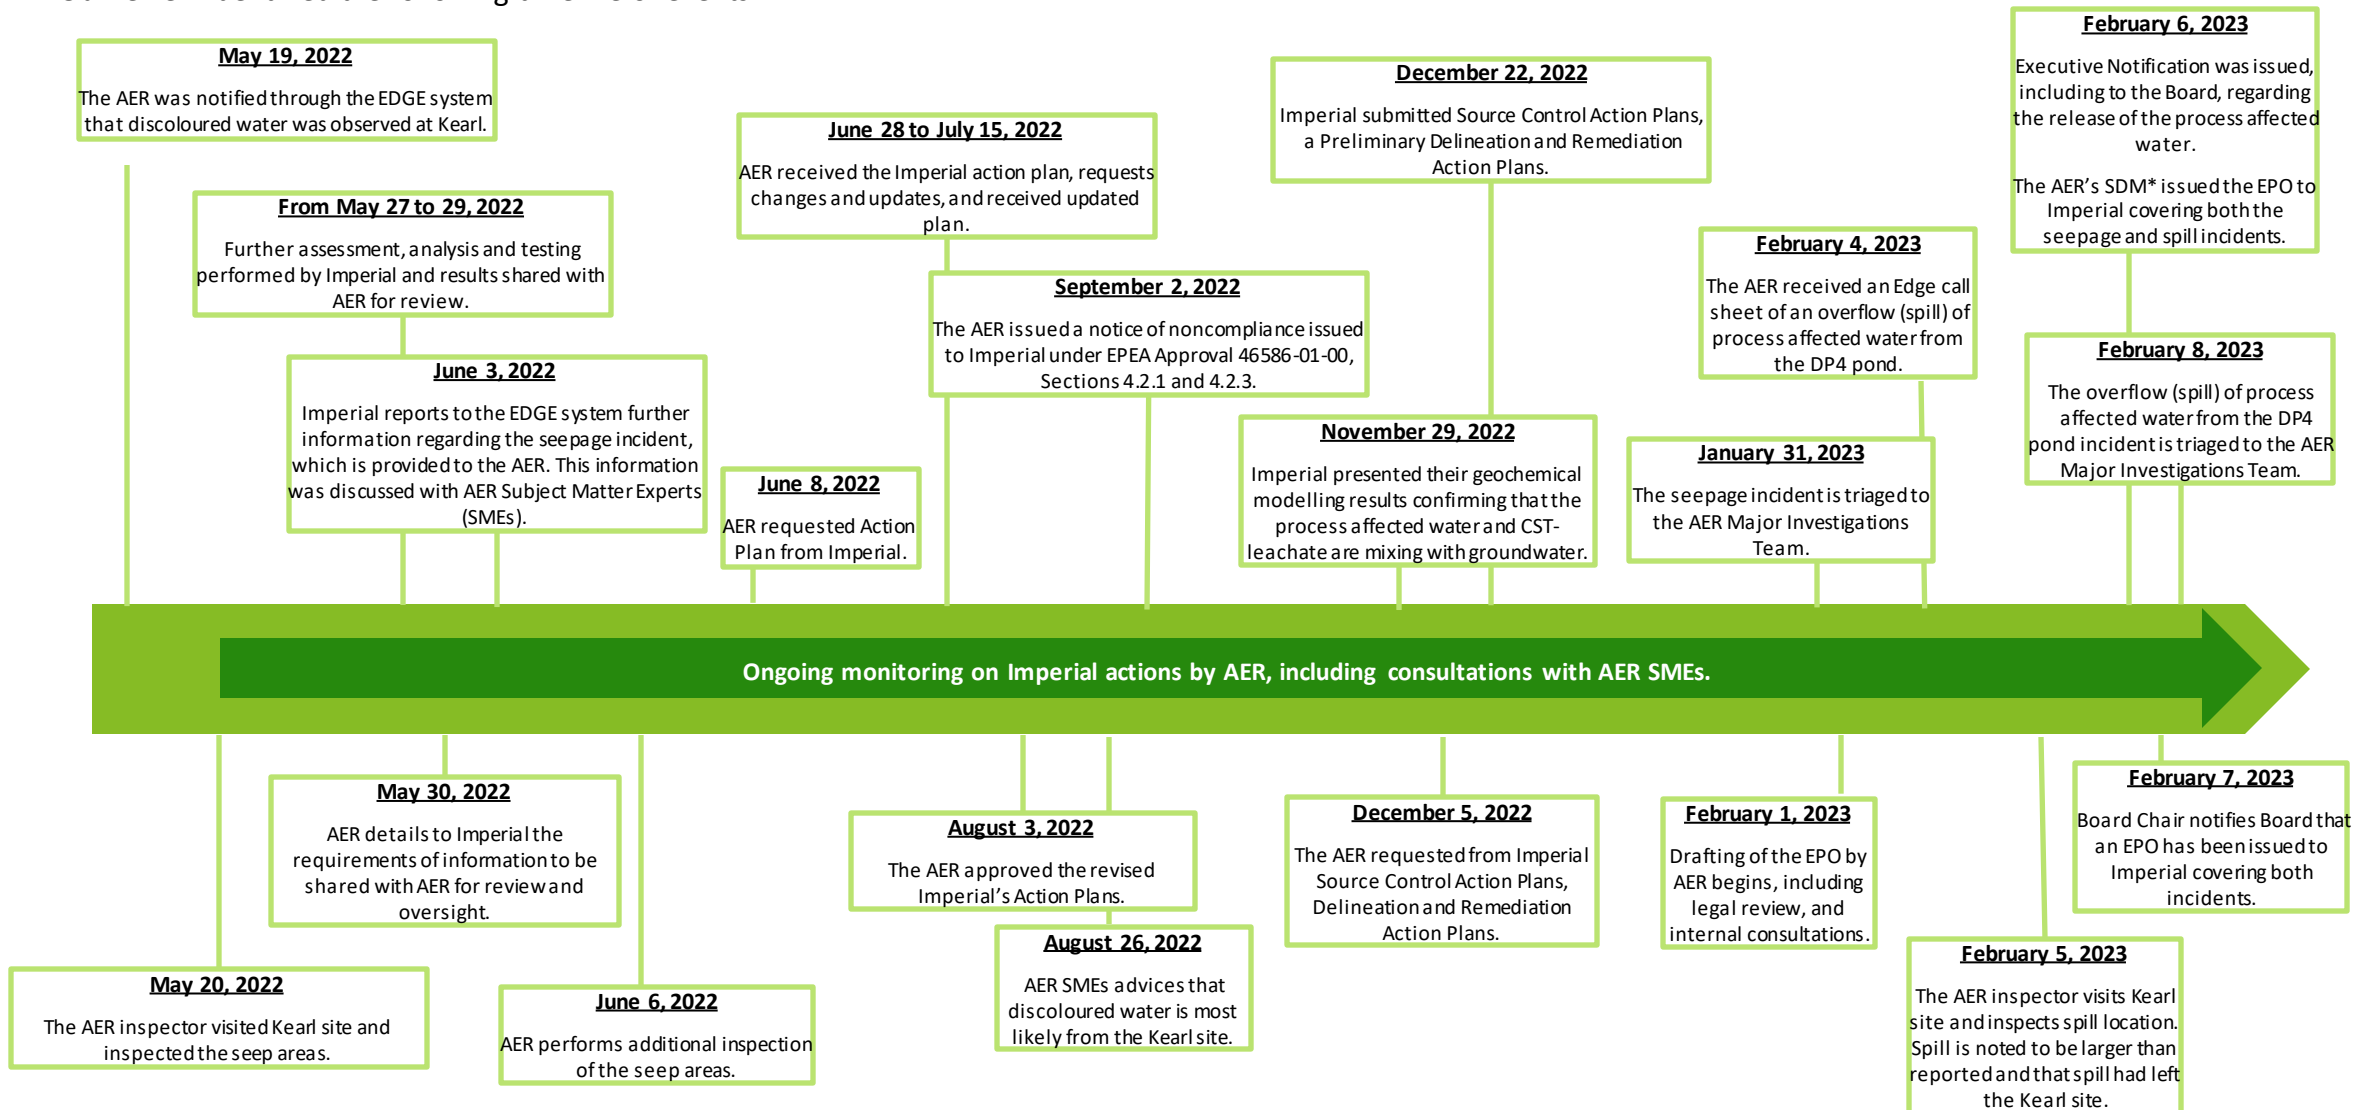 May 19, 2022
The AER was notified through the EDGE system
that discoloured water was observed at Kearl.
From May 27 to 29, 2022
Further assessment, analysis and testing
performed by Imperial and results shared with
AER for review.
June 3, 2022
Imperial reports to the EDGE system further
information regarding the seepage incident,
which is provided to the AER. This information
was discussed with AER Subject Matter Experts
(SMEs).
June 8, 2022
AER requested Action
Plan from Imperial.
June 28 to July 15, 2022
AER received the Imperial action plan, requests
changes and updates, and received updated
plan.
September 2, 2022
The AER issued a notice of noncompliance issued
to Imperial under EPEA Approval 46586-01-00,
Sections 4.2.1 and 4.2.3.
December 22, 2022
Imperial submitted Source Control Action Plans,
a Preliminary Delineation and Remediation
Action Plans.
November 29, 2022
Imperial presented their geochemical
modelling results confirming that the
process affected water and CST-
leachate are mixing with groundwater.
February 4, 2023
The AER received an Edge call
sheet of an overflow (spill) of
process affected water from
the DP4 pond.
January 31, 2023
The seepage incident is triaged to
the AER Major Investigations
Team.
February 6, 2023
Executive Notification was issued,
including to the Board, regarding
the release of the process affected
water.
The AER's SDM* issued the EPO to
Imperial covering both the
seepage and spill incidents.
February 8, 2023
The overflow (spill) of process
affected water from the DP4
pond incident is triaged to the AER
Major Investigations Team.
Ongoing monitoring on Imperial actions by AER, including consultations with AER SMEs.
May 20, 2022
The AER inspector visited Kearl site and
inspected the seep areas.
May 30, 2022
AER details to Imperial the
requirements of information to be
shared with AER for review and
oversight.
June 6, 2022
AER performs additional inspection
of the seep areas.
August 3, 2022
The AER approved the revised
Imperial's Action Plans.
August 26, 2022
AER SMEs advices that
discoloured water is most
likely from the Kearl site.
December 5, 2022
The AER requested from Imperial
Source Control Action Plans,
Delineation and Remediation
Action Plans.
February 1, 2023
Drafting of the EPO by
AER begins, including
legal review, and
internal consultations.
February 5, 2023
The AER inspector visits Kearl
site and inspects spill location.
Spill is noted to be larger than
reported and that spill had left
the Kearl site.
February 7, 2023
Board Chair notifies Board that
an EPO has been issued to
Imperial covering both
incidents.